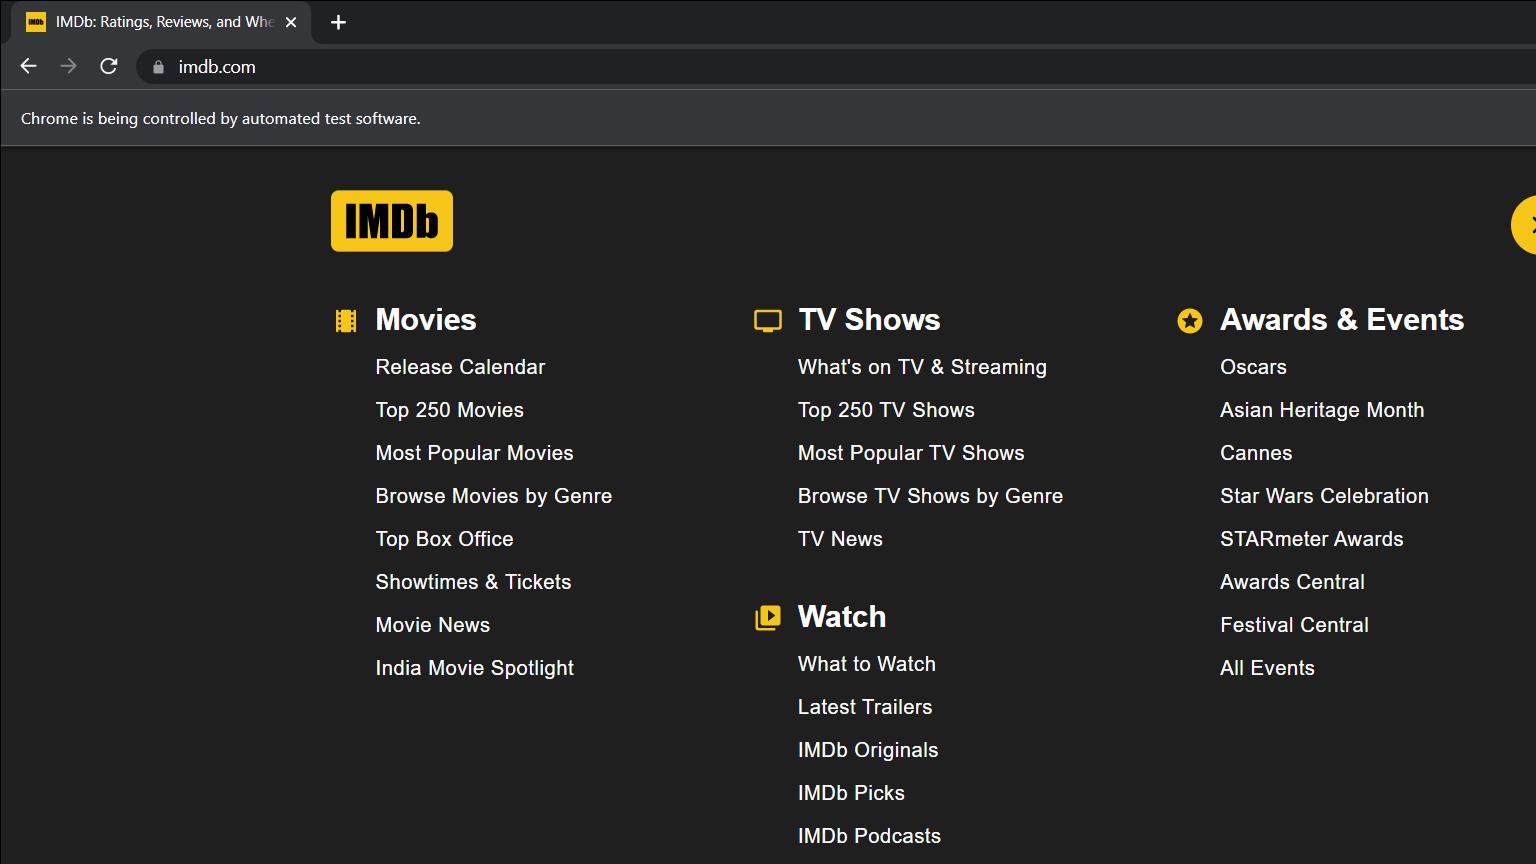 IMDb
IMDb: Ratings, Reviews, and Whe
imdb.com
Chrome is being controlled by automated test software.
IMDb
Movies
Release Calendar
Top 250 Movies
Most Popular Movies
Browse Movies by Genre
Top Box Office
Showtimes & Tickets
Movie News
India Movie Spotlight
TV Shows
What's on TV & Streaming
Top 250 TV Shows
Most Popular TV Shows
Browse TV Shows by Genre
TV News
Watch
What to Watch
Latest Trailers
IMDb Originals
IMDb Picks
IMDb Podcasts
Awards & Events
Oscars
Asian Heritage Month
Cannes
Star Wars Celebration
STARmeter Awards
Awards Central
Festival Central
All Events